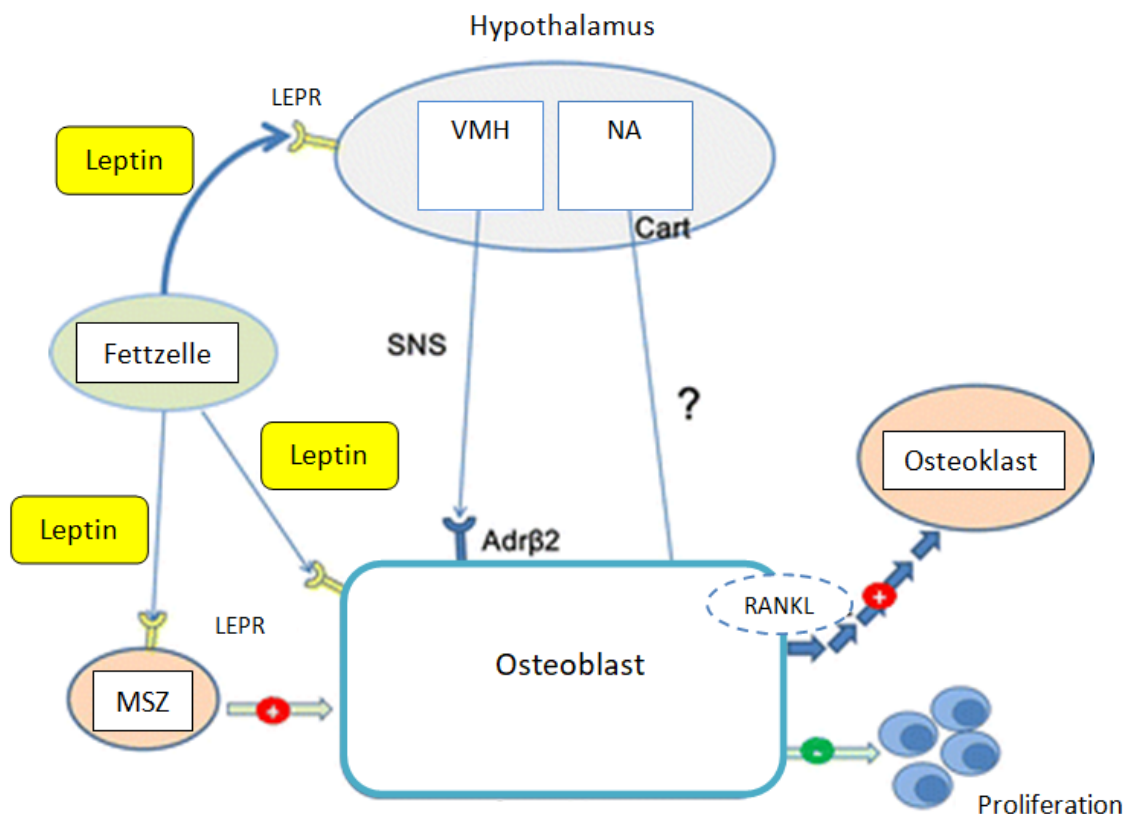 Hypothalamus
LEPR
VMH
NA
Leptin
Cart
Fettzelle
SNS
?
Leptin
Osteoklast
Leptin
Adrβ2
RANKL
+
LEPR
Osteoblast
MSZ
+
-
Proliferation